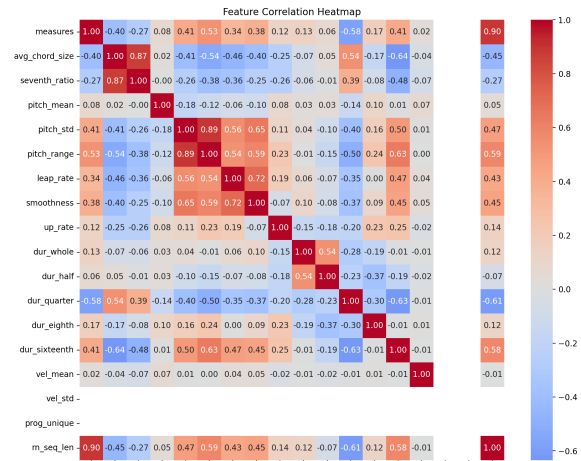 Feature Correlation Heatmap
measures 1.00 -0.40 -0.27 0.08 0.41 0.53 0.34 0.38 0.12 0.13 0.06 -0.58 0.17 0.41 0.02 0.90
avg_chord_size -0.40 1.00 0.87 0.02 -0.41 -0.54 -0.46 -0.40 -0.25 -0.07 0.05 0.54 -0.17 -0.64 -0.04 -0.45
seventh_ratio -0.27 0.87 1.00 -0.00 -0.26 -0.38 -0.36 -0.25 -0.26 -0.06 -0.01 0.39 -0.08 -0.48 -0.07 -0.27
pitch_mean 0.08 0.02 -0.00 1.00 -0.18 -0.12 -0.06 -0.10 0.08 0.03 0.03 -0.14 0.10 0.01 0.07 0.05
pitch_std 0.41 -0.41 -0.26 -0.18 1.00 0.89 0.56 0.65 0.11 0.04 -0.10 -0.40 0.16 0.50 0.01 0.47
pitch_range 0.53 -0.54 -0.38 -0.12 0.89 1.00 0.54 0.59 0.23 -0.01 -0.15 -0.50 0.24 0.63 0.00 0.59
leap_rate 0.34 -0.46 -0.36 -0.06 0.56 0.54 1.00 0.72 0.19 0.06 -0.07 -0.35 0.00 0.47 0.04 0.43
smoothness 0.38 -0.40 -0.25 -0.10 0.65 0.59 0.72 1.00 -0.07 0.10 -0.08 -0.37 0.09 0.45 0.05 0.45
up_rate 0.12 -0.25 -0.26 0.08 0.11 0.23 0.19 -0.07 1.00 -0.15 -0.18 -0.20 0.23 0.25 -0.02 0.14
dur_whole 0.13 -0.07 -0.06 0.03 0.04 -0.01 0.06 0.10 -0.15 1.00 0.54 -0.28 -0.19 -0.01 -0.01 0.12
dur_half 0.06 0.05 -0.01 0.03 -0.10 -0.15 -0.07 -0.08 -0.18 0.54 1.00 -0.23 -0.37 -0.19 -0.02 -0.07
dur_quarter -0.58 0.54 0.39 -0.14 -0.40 -0.50 -0.35 -0.37 -0.20 -0.28 -0.23 1.00 -0.30 -0.63 -0.01 -0.61
dur_eighth 0.17 -0.17 -0.08 0.10 0.16 0.24 0.00 0.09 0.23 -0.19 -0.37 -0.30 1.00 -0.01 -0.01 0.12
dur_sixteenth 0.41 -0.64 -0.48 0.01 0.50 0.63 0.47 0.45 0.25 -0.01 -0.19 -0.63 -0.01 1.00 -0.01 0.58
vel_mean 0.02 -0.04 -0.07 0.07 0.01 0.00 0.04 0.05 -0.02 -0.01 -0.02 -0.01 -0.01 -0.01 1.00 -0.01
vel_std
prog_unique
m_seq_len 0.90 -0.45 -0.27 0.05 0.47 0.59 0.43 0.45 0.14 0.12 -0.07 -0.61 0.12 0.58 -0.01 1.00
1.0
0.8
0.6
0.4
0.2
0.0
-0.2
-0.4
-0.6